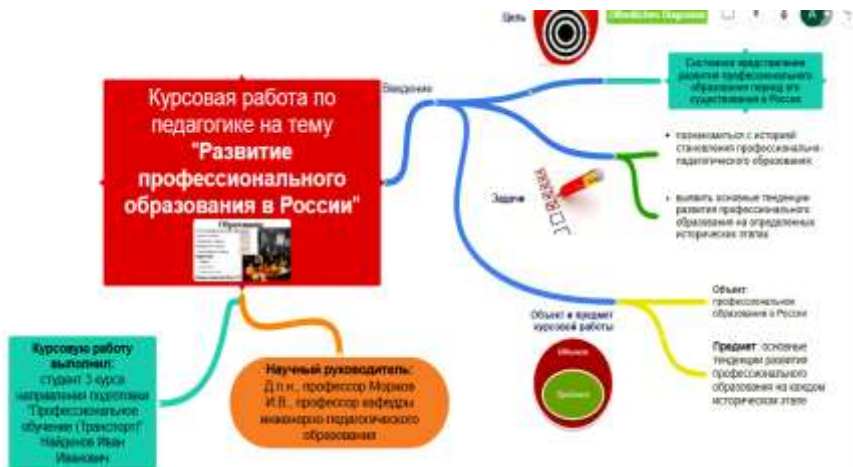 Цель
Системное представление
развития профессионального
образования период его
существования в России
Введение
Курсовая работа по
педагогике на тему
"Развитие
профессионального
образования в России"
познакомиться с историей
становления профессионально-
педагогического образования:
Задачи
выявить основные тенденции
развития профессионального
образования на определенных
исторических этапах
Объект и предмет
курсовой работы
Объект:
профессиональное
образование в России
Предмет: основные
тенденции развития
профессионального
образования на каждом
историческом этапе
Курсовую работу
выполнил:
студент 3 курса
направления подготовки
"Профессиональное
обучение (Транспорт)"
Найденов Иван
Иванович
Научный руководитель:
Д.п.н., профессор
И.В., профессор кафедры
инженерно-педагогического
образования